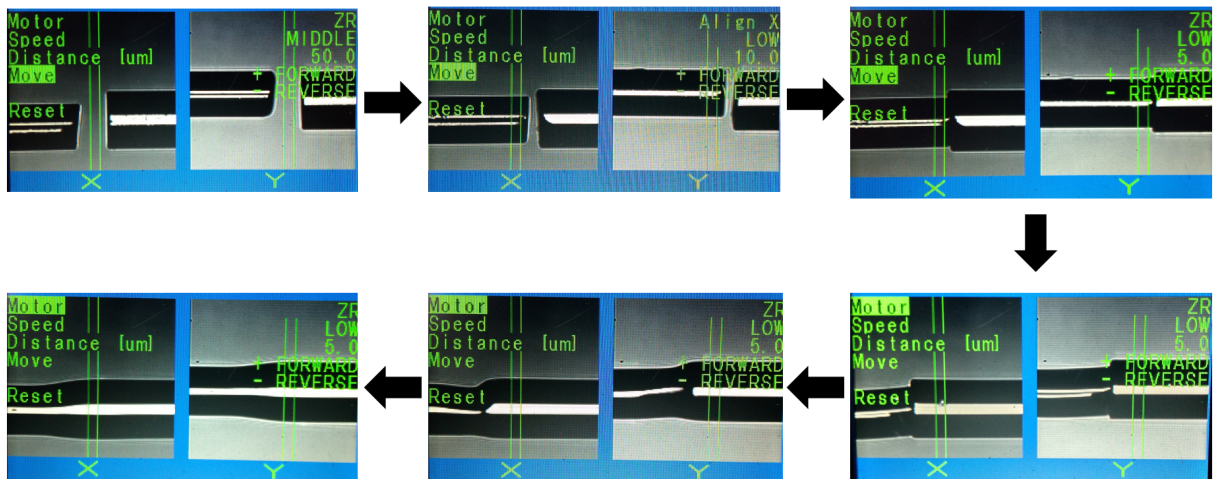 Motor ZR
Speed MIDDLE
Distance [um] 50.0
Move + FORWARD
- REVERSE
Reset
X Y
Motor Align X
Speed LOW
Distance [um] 10.0
Move + FORWARD
- REVERSE
Reset
X Y
Motor ZR
Speed LOW
Distance [um] 5.0
Move + FORWARD
- REVERSE
Reset
X Y
Motor ZR
Speed LOW
Distance [um] 5.0
Move + FORWARD
- REVERSE
Reset
X Y
Motor ZR
Speed LOW
Distance [um] 5.0
Move + FORWARD
- REVERSE
Reset
X Y
Motor ZR
Speed LOW
Distance [um] 5.0
Move + FORWARD
- REVERSE
Reset
X Y